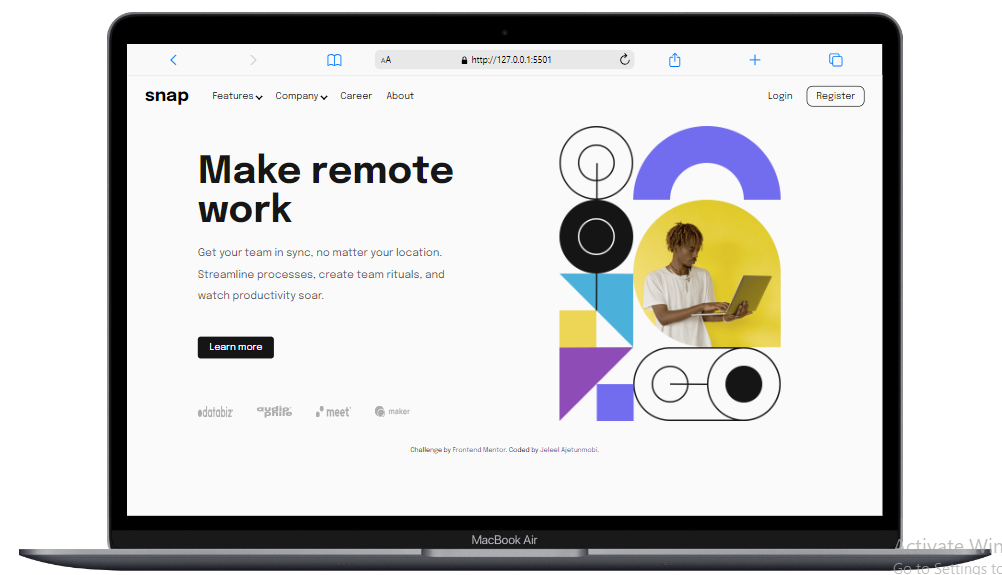 AA http://127.0.0.1:5501
snap Features Company Career About Login Register
Make remote
work
Get your team in sync, no matter your location.
Streamline processes, create team rituals, and
watch productivity soar.
Learn more
databiz audiophile meet maker
Challenge by Frontend Mentor. Coded by Jeleel Ajetunmobi.
MacBook Air
Activate Win
Go to Settings to